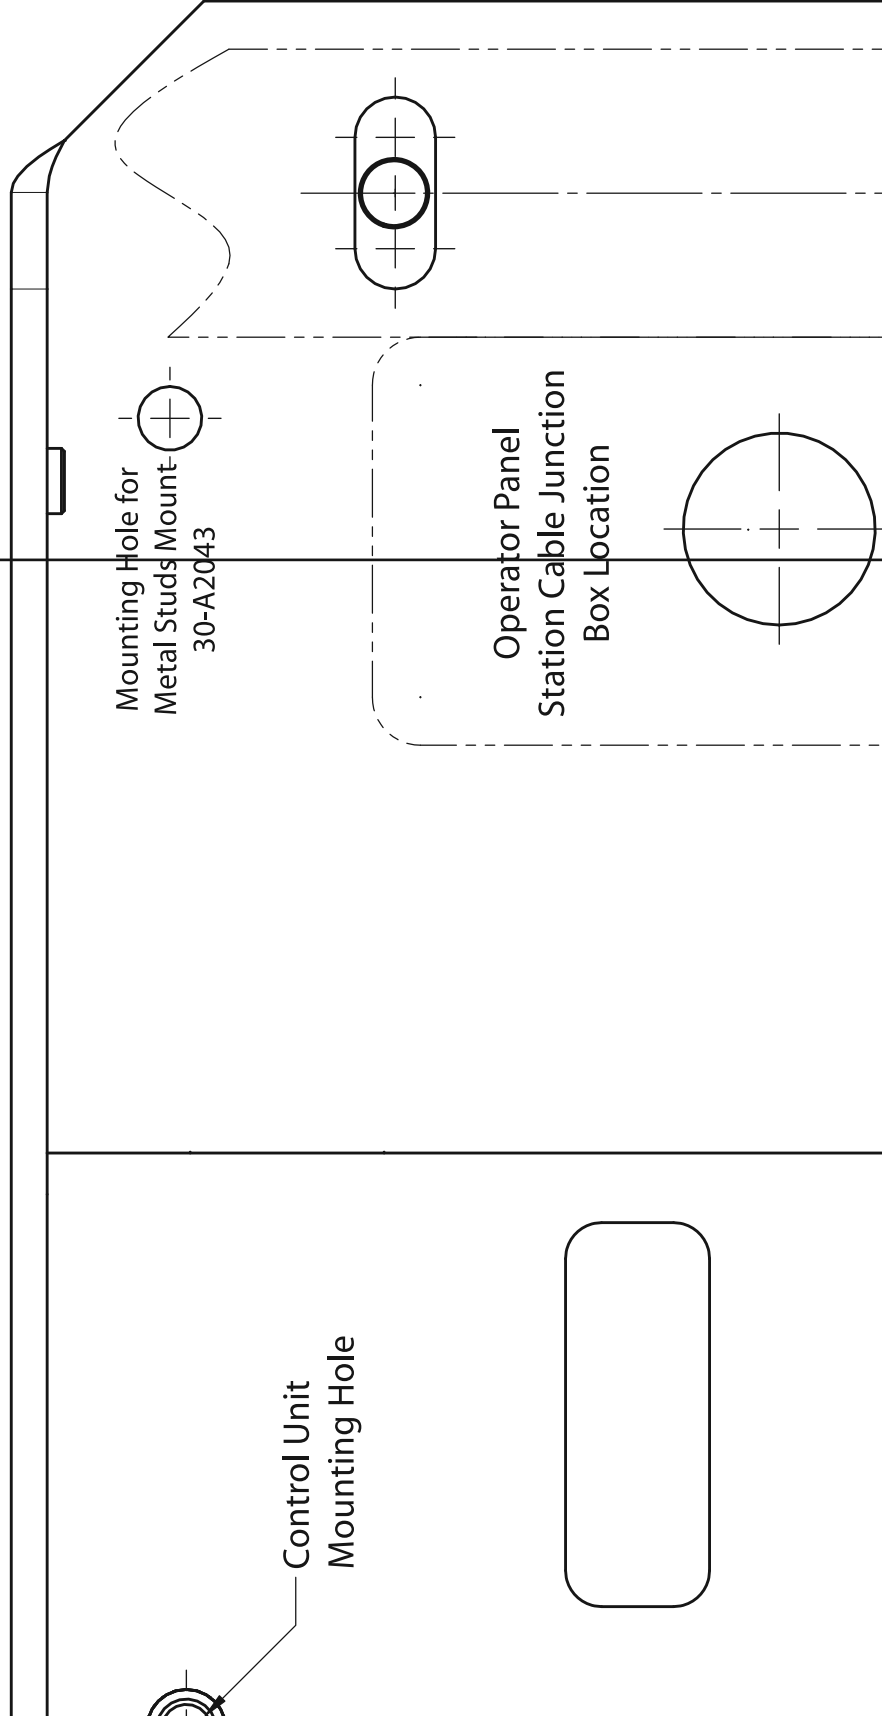 Mounting Hole for
Metal Studs Mount
30-A2043
Operator Panel
Station Cable Junction
Box Location
Control Unit
Mounting Hole